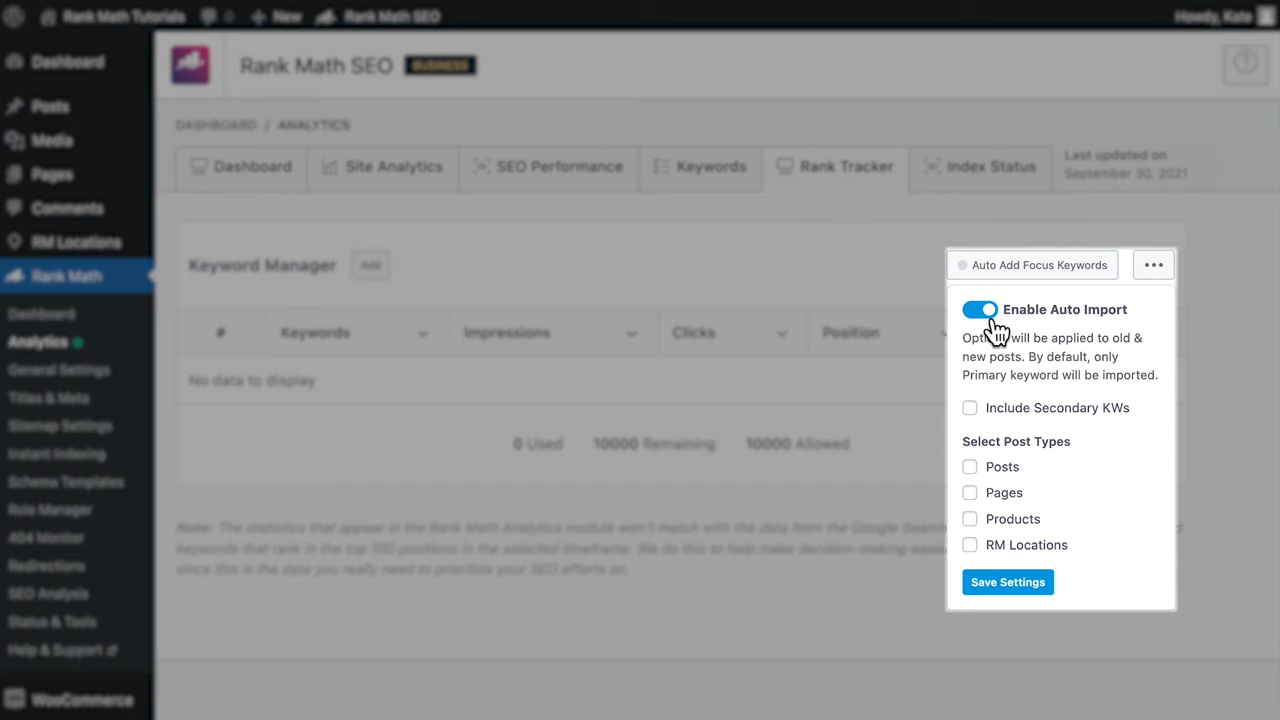 Rank Math Tutorials 0 New Rank Math SEO Howdy, Kate
Dashboard
Posts
Media
Pages
Comments
RM Locations
Rank Math
Dashboard
Analytics
General Settings
Titles & Meta
Sitemap Settings
Instant Indexing
Schema Templates
Role Manager
404 Monitor
Redirections
SEO Analysis
Status & Tools
Help & Support
WooCommerce
Rank Math SEO BUSINESS
DASHBOARD / ANALYTICS
Dashboard Site Analytics SEO Performance Keywords Rank Tracker Index Status
Last updated on
September 30, 2021
Keyword Manager Add
# Keywords Impressions Clicks Position
No data to display
0 Used 10000 Remaining 10000 Allowed
Note: The statistics that appear in the Rank Math Analytics module won't match with the data from the Google Search
keywords that rank in the top 100 positions in the selected timeframe. We do this to help make decision-making easie
since this is the data you really need to prioritize your SEO efforts on.
Auto Add Focus Keywords
Enable Auto Import
will be applied to old &
new posts. By default, only
Primary keyword will be imported.
Include Secondary KWs
Select Post Types
Posts
Pages
Products
RM Locations
Save Settings